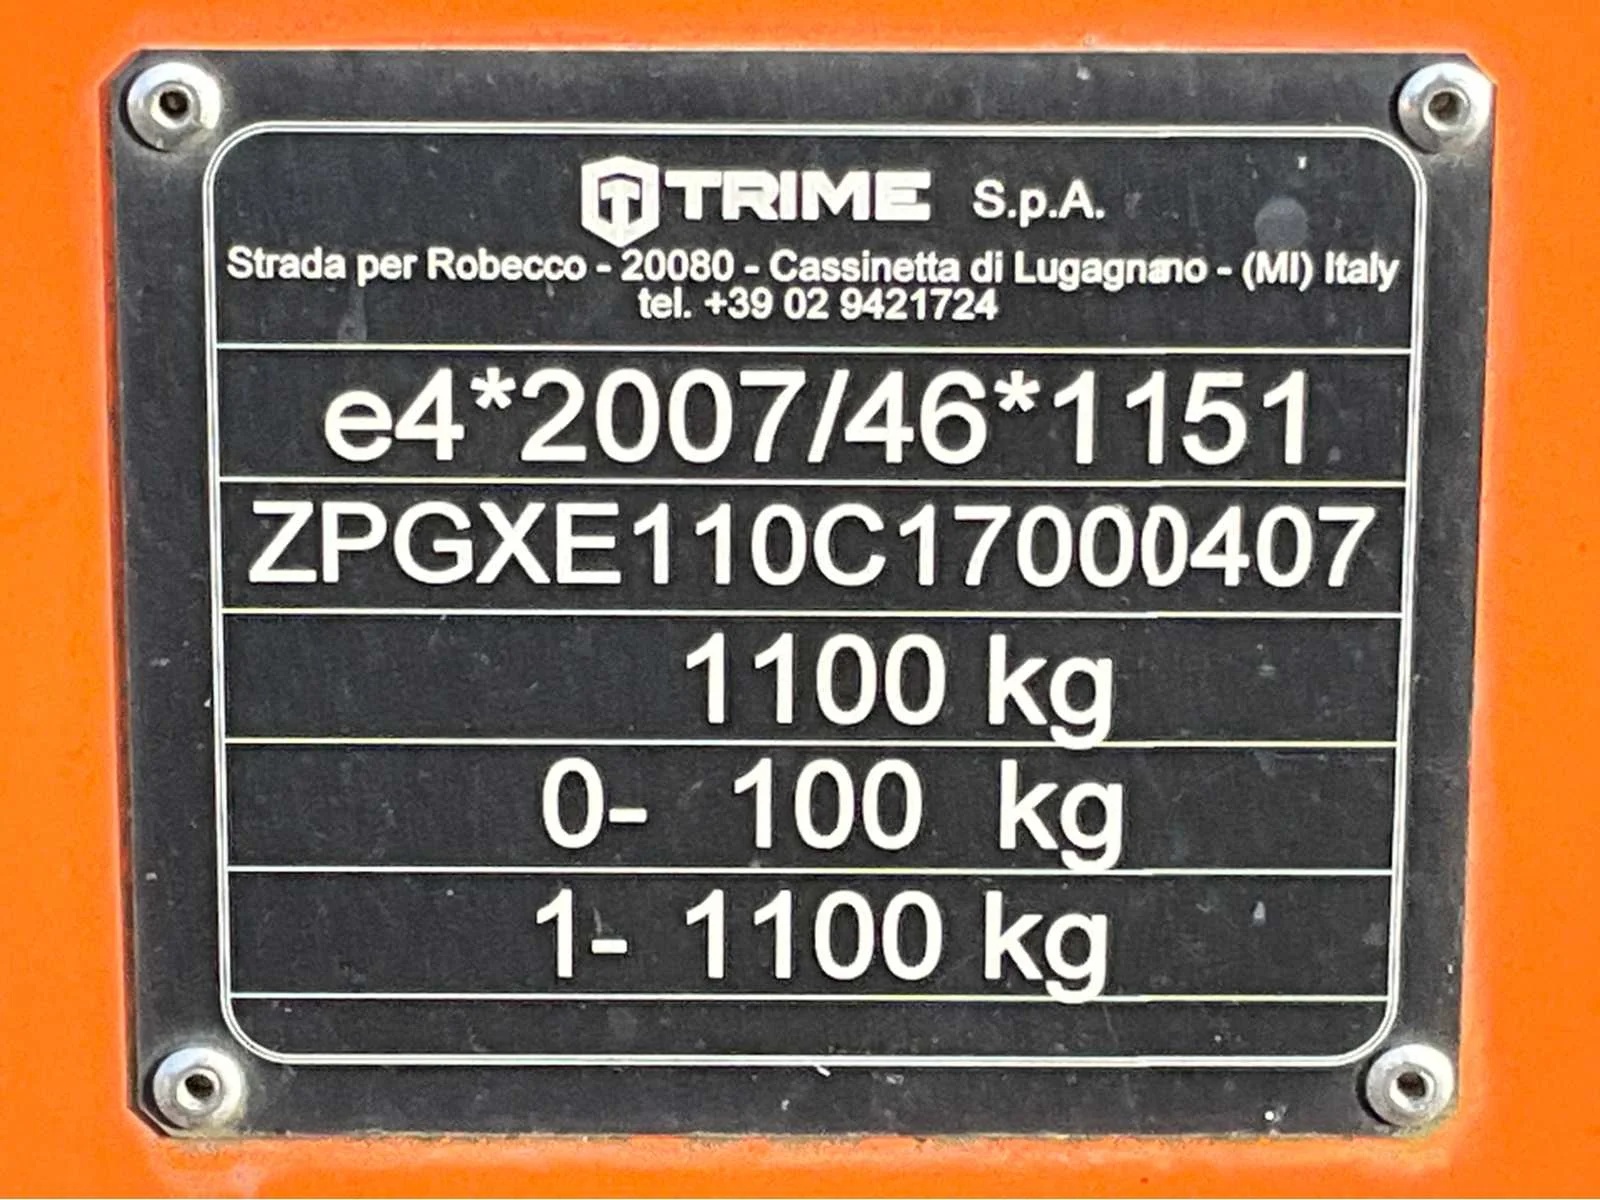 TRIME S.p.A.
Strada per Robecco - 20080 - Cassinetta di Lugagnano - (MI) Italy
tel. +39 02 9421724
e4*2007/46*1151
ZPGXE110C17000407
1100 kg
0- 100 kg
1- 1100 kg